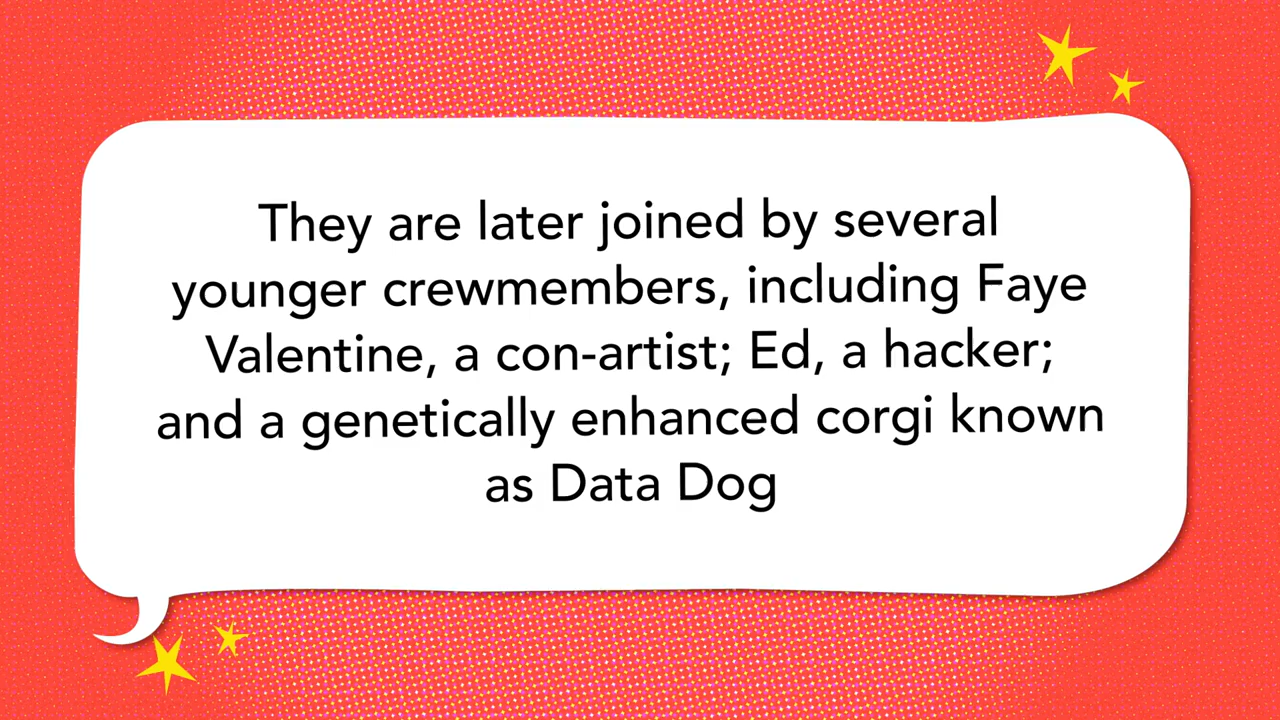 They are later joined by several
younger crewmembers, including Faye
Valentine, a con-artist; Ed, a hacker;
and a genetically enhanced corgi known
as Data Dog